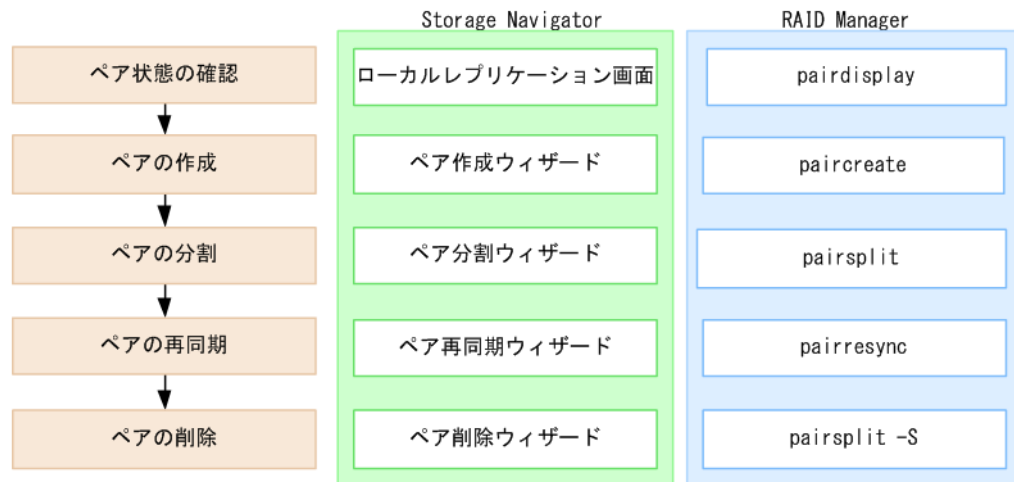 Storage Navigator
RAID Manager
ペア状態の確認
ローカルレプリケーション画面
pairdisplay
ペアの作成
ペア作成ウィザード
paircreate
ペアの分割
ペア分割ウィザード
pairsplit
ペアの再同期
ペア再同期ウィザード
pairresync
ペアの削除
ペア削除ウィザード
pairsplit -S